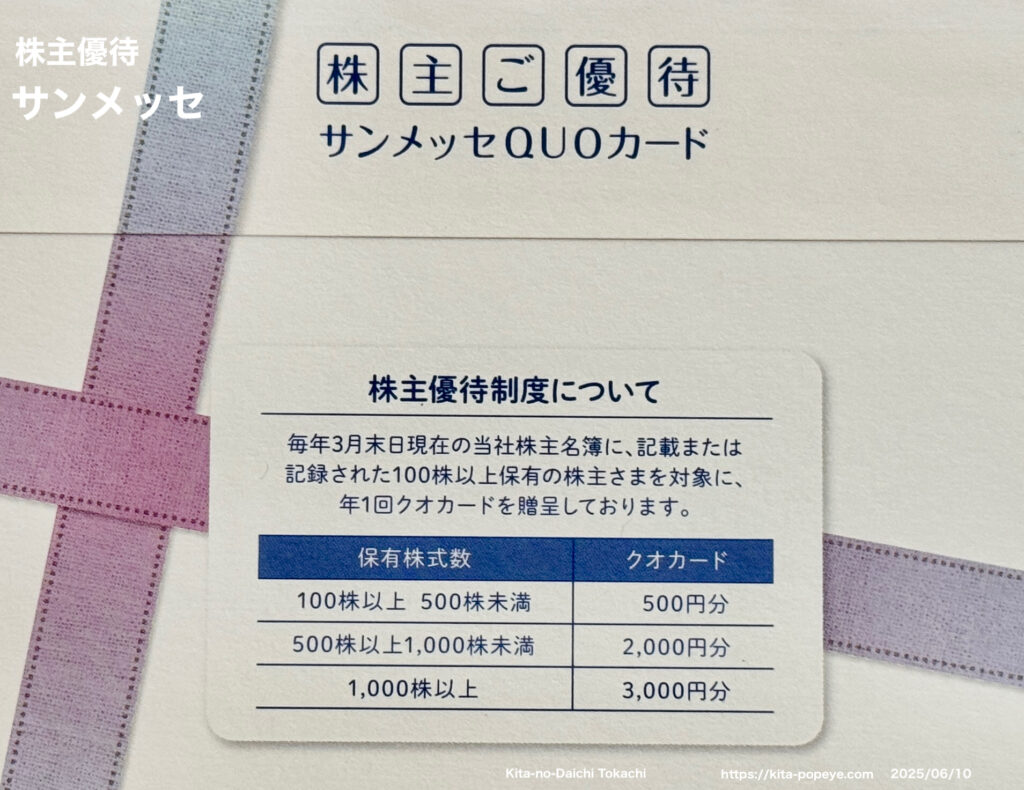 株主優待
サンメッセ
株主ご優待
サンメッセQUOカード
株主優待制度について
毎年3月末日現在の当社株主名簿に、記載または
記録された100株以上保有の株主さまを対象に、
年1回クオカードを贈呈しております。
保有株式数 クオカード
100株以上 500株未満 500円分
500株以上1,000株未満 2,000円分
1,000株以上 3,000円分
Kita-no-Daichi Tokachi https://kita-popeye.com 2025/06/10